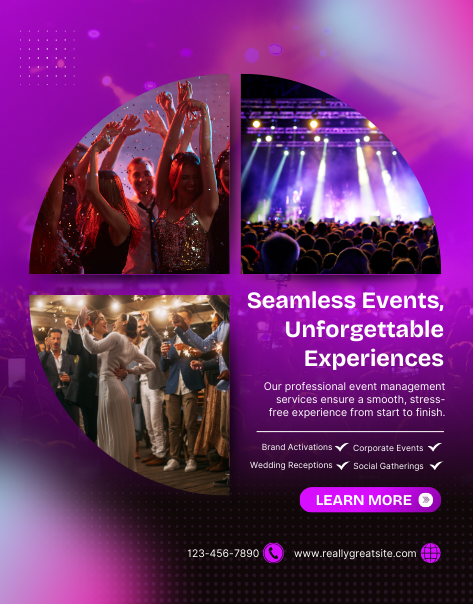 Seamless Events,
Unforgettable
Experiences
Our professional event management
services ensure a smooth, stress-
free experience from start to finish.
Brand Activations Corporate Events
Wedding Receptions Social Gatherings
LEARN MORE
123-456-7890 www.reallygreatsite.com